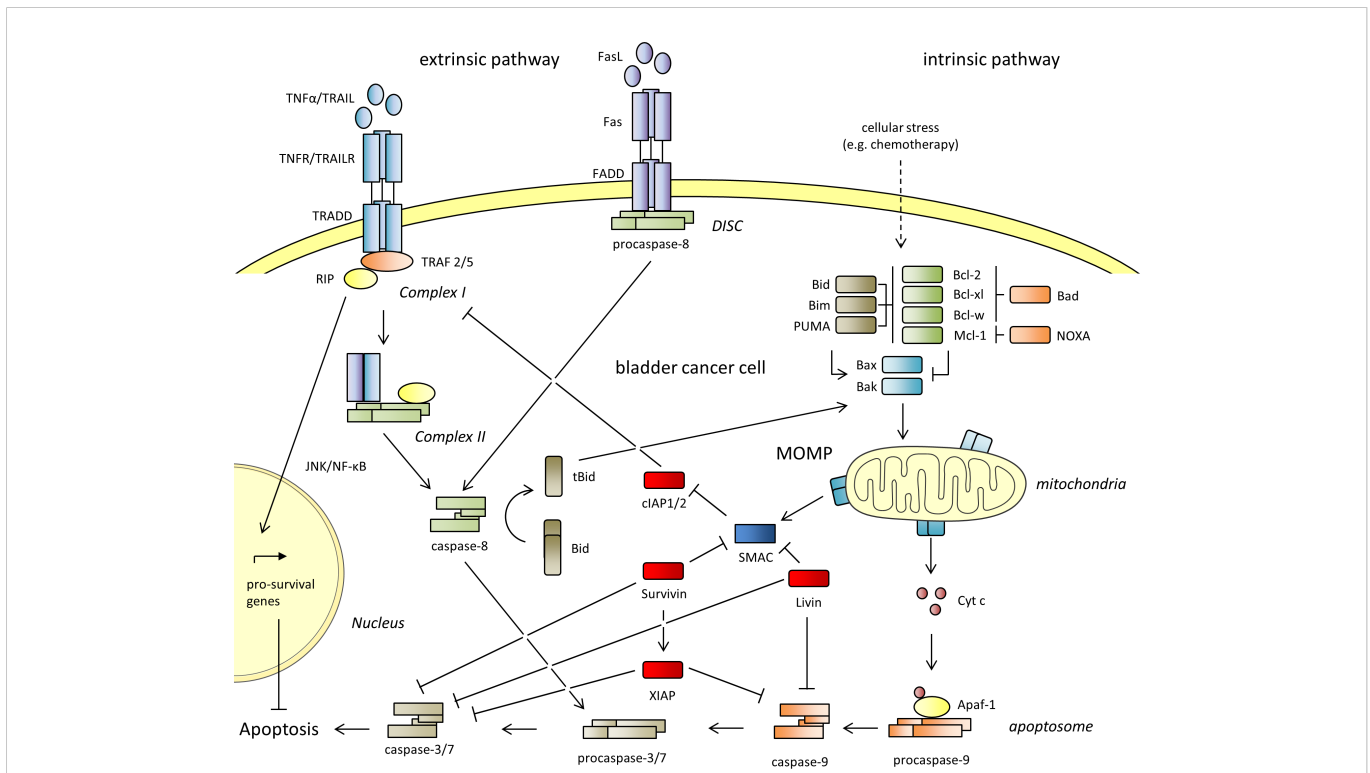 extrinsic pathway
FasL
intrinsic pathway
TNFα/TRAIL
Fas
cellular stress
(e.g. chemotherapy)
TNFR/TRAILR
FADD
TRADD
DISC
procaspase-8
TRAF 2/5
RIP
Complex I
Bid
Bim
PUMA
Bcl-2
Bcl-xl
Bcl-w
Mcl-1
Bad
NOXA
Bax
Bak
bladder cancer cell
Complex II
MOMP
mitochondria
JNK/NF-κB
tBid
cIAP1/2
caspase-8
Bid
SMAC
pro-survival
genes
Survivin
Livin
Cyt c
Nucleus
XIAP
Apaf-1
Apoptosis
apoptosome
caspase-3/7
procaspase-3/7
caspase-9
procaspase-9